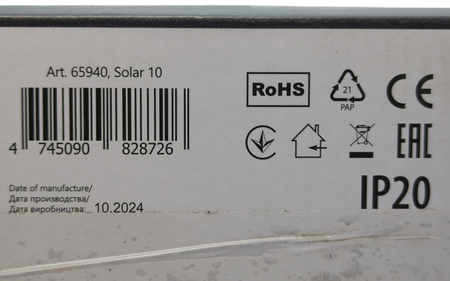 Art. 65940, Solar 10
4 745090 828726
Date of manufacture/
Дата производства/
Дата виробництва: 10.2024
RoHS
21
PAP
CE
EAC
IP20